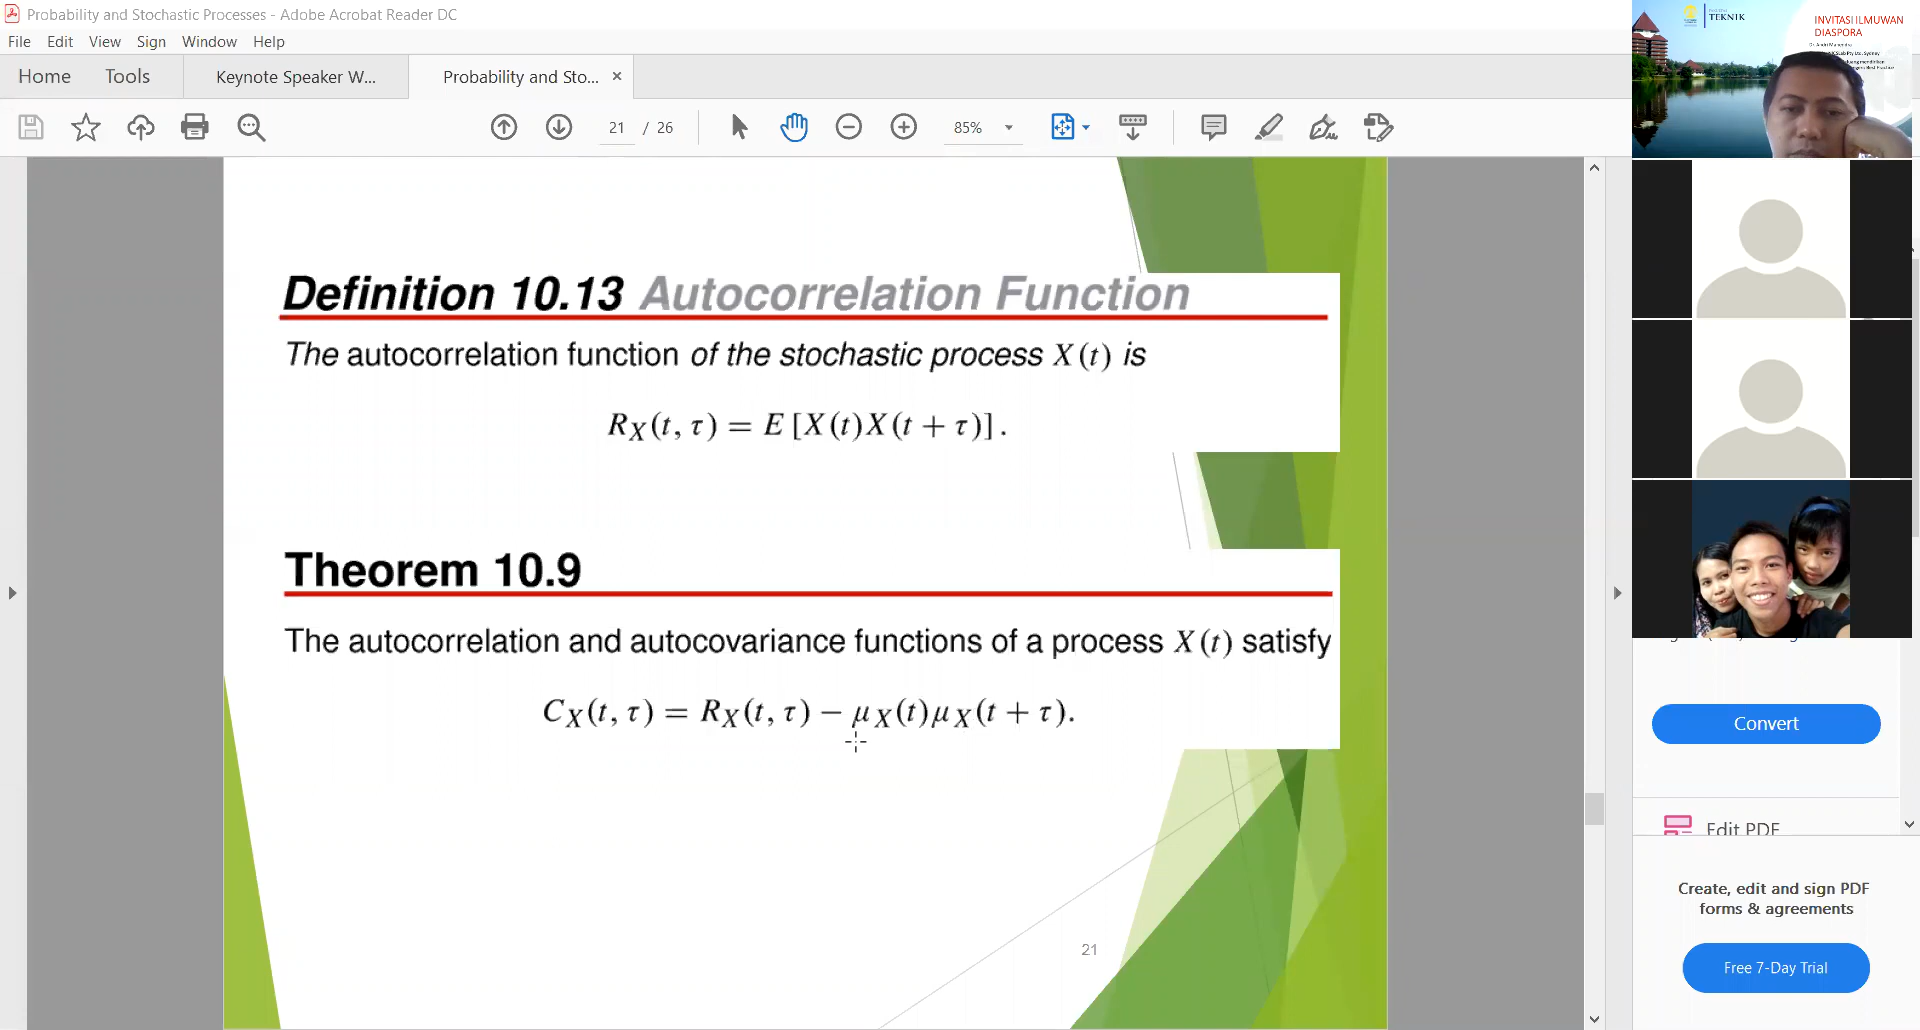 Probability and Stochastic Processes - Adobe Acrobat Reader DC
File Edit View Sign Window Help
Home Tools Keynote Speaker W... Probability and Sto... ×
21 / 26 85%
Definition 10.13 Autocorrelation Function
The autocorrelation function of the stochastic process X(t) is
R_X(t, τ) = E [X(t)X(t + τ)].
Theorem 10.9
The autocorrelation and autocovariance functions of a process X(t) satisfy
C_X(t, τ) = R_X(t, τ) − μ_X(t)μ_X(t + τ).
21
TEKNIK
INVITASI ILMUWAN
DIASPORA
Convert
Edit PDF
Create, edit and sign PDF
forms & agreements
Free 7-Day Trial